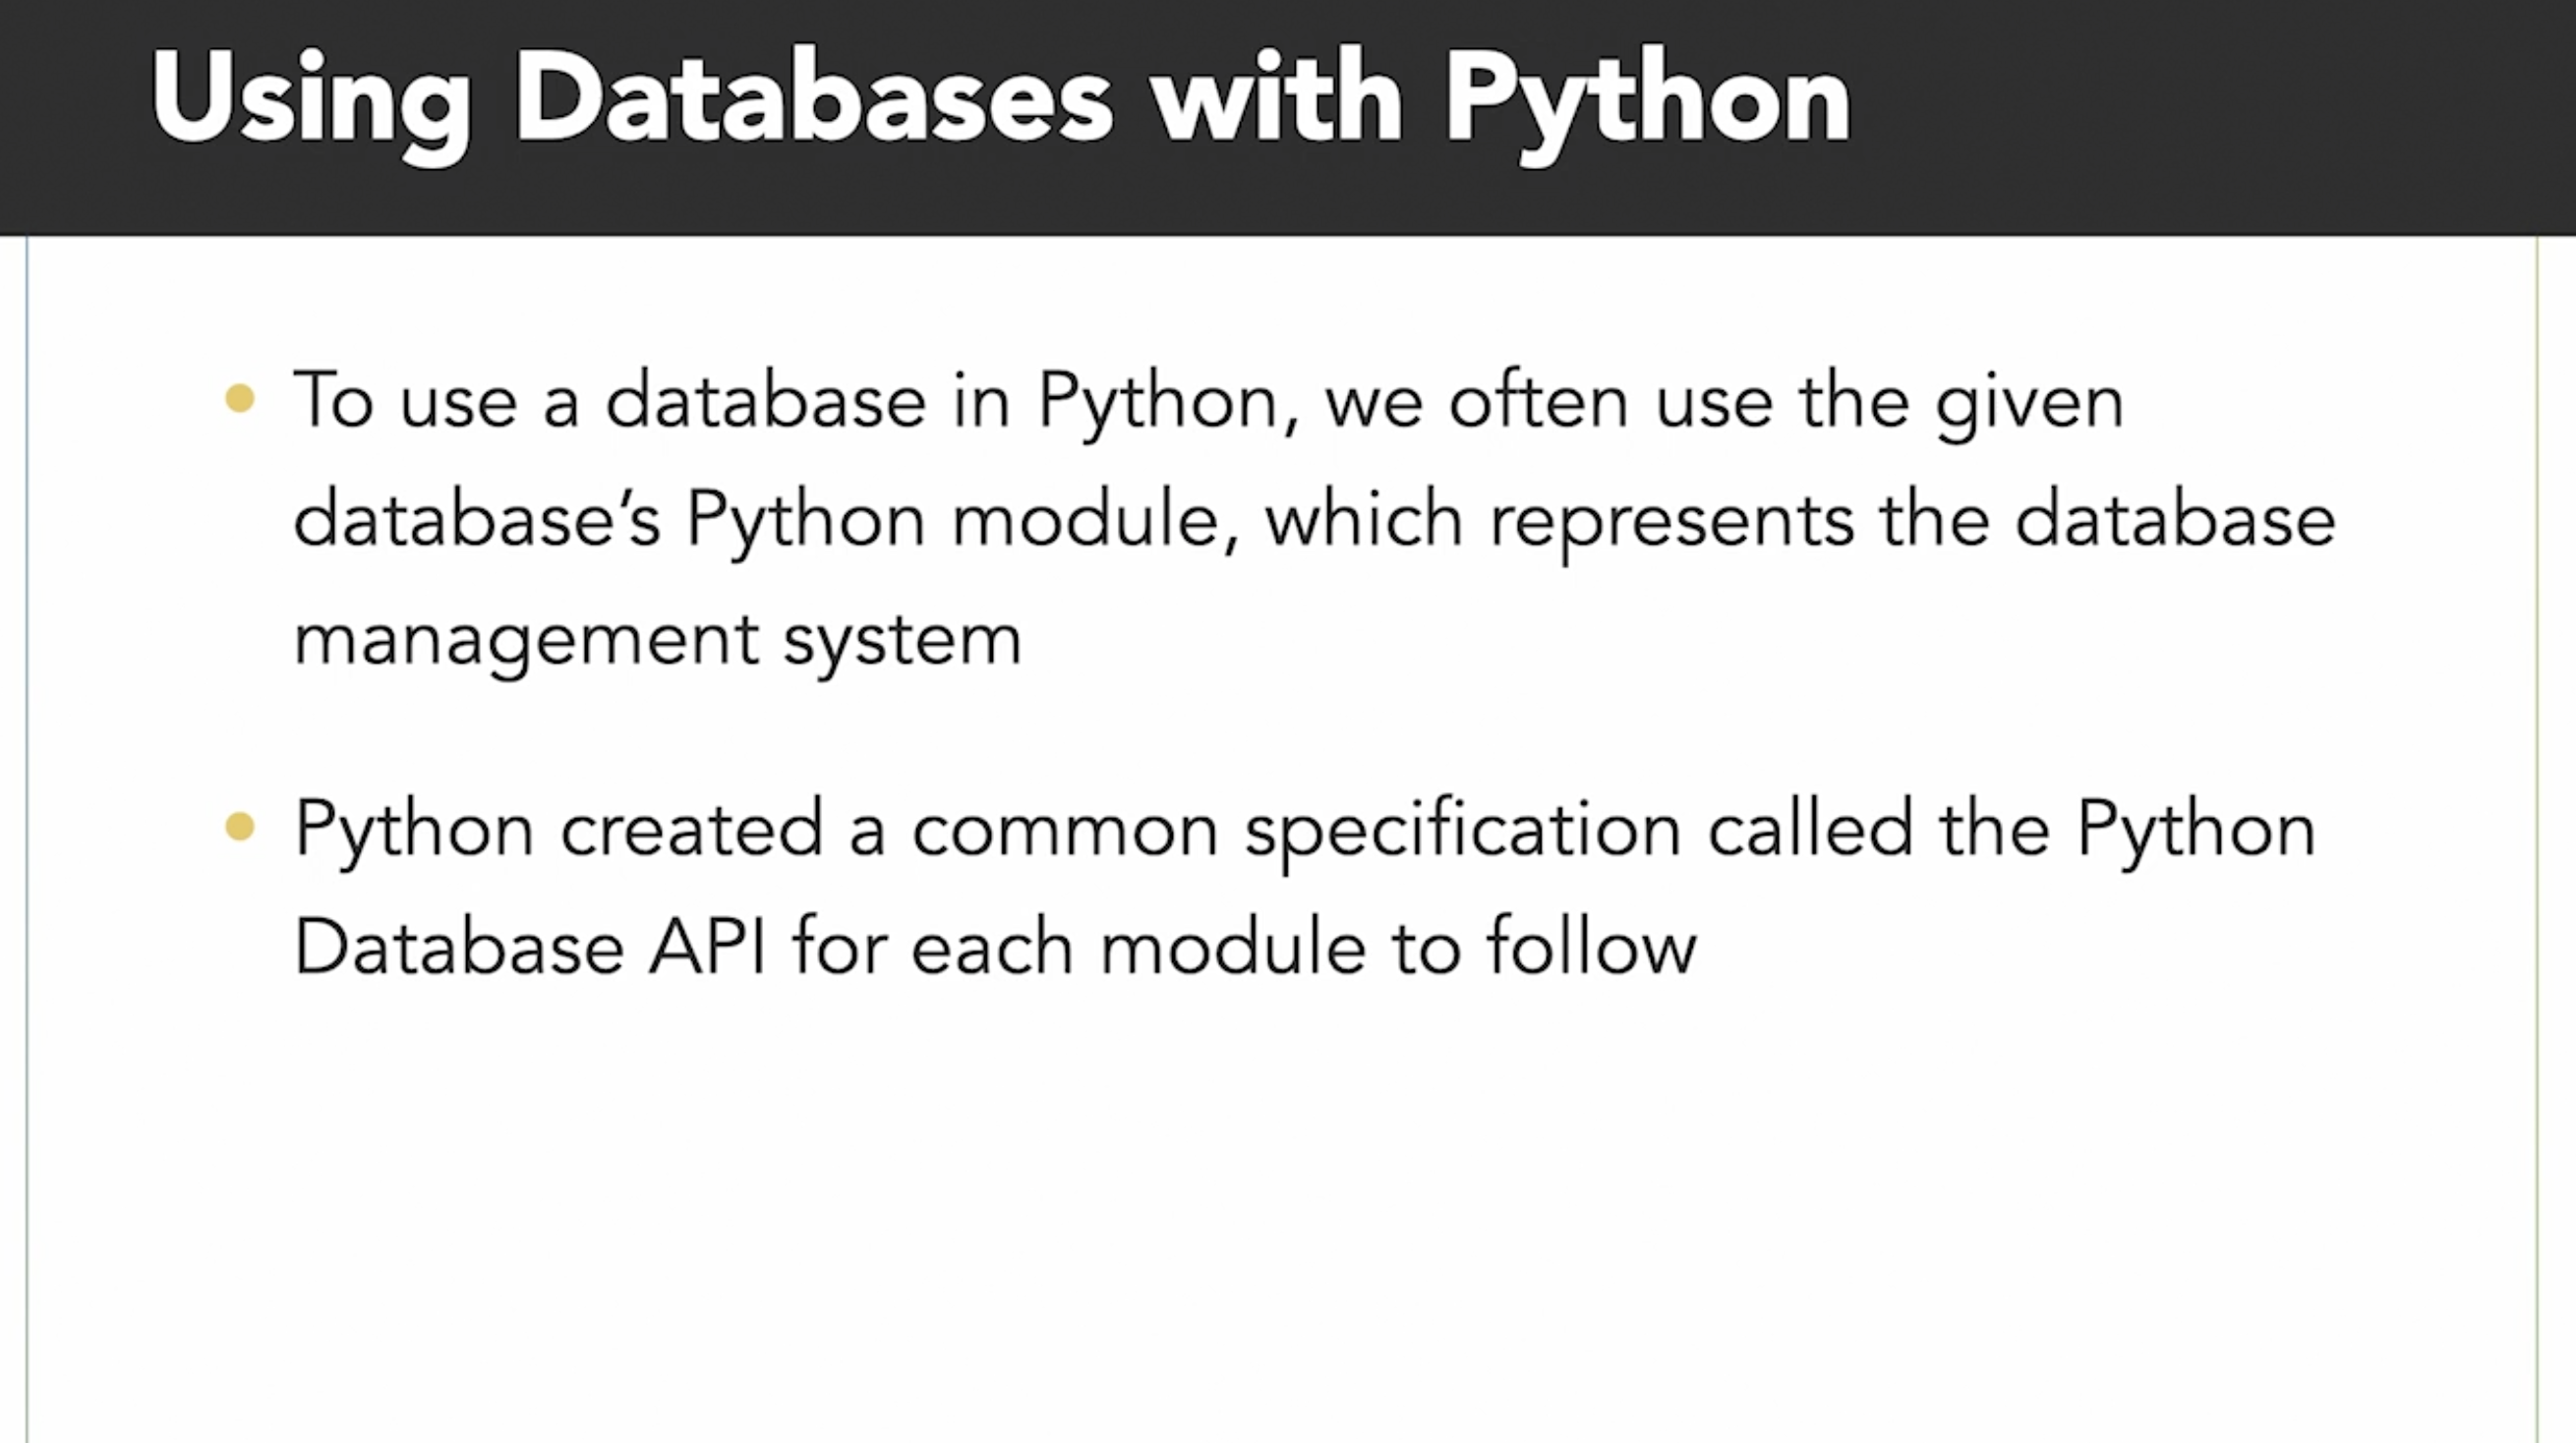 Using Databases with Python
• To use a database in Python, we often use the given
database’s Python module, which represents the database
management system
• Python created a common specification called the Python
Database API for each module to follow